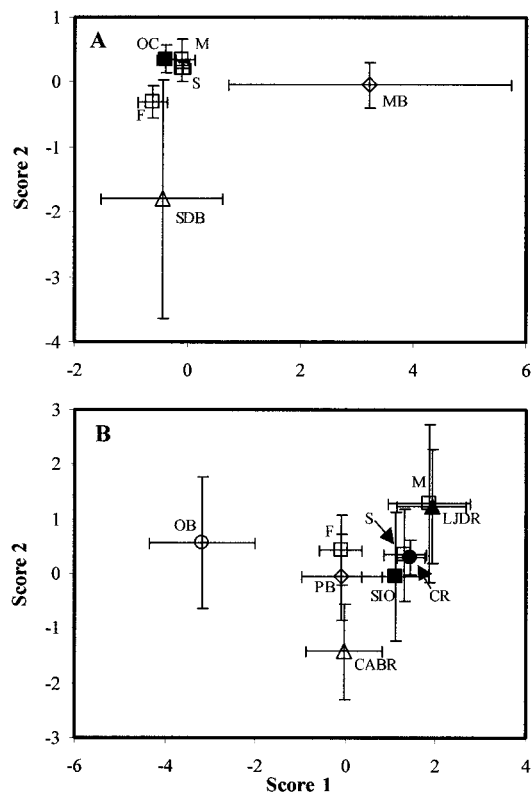 A
OC M
S
F
MB
SDB
Score 2
1
0
-1
-2
-3
-4
-2 0 2 4 6
B
OB
F
PB
CABR
S
M
LJDR
SIO
CR
Score 2
3
2
1
0
-1
-2
-3
-6 -4 -2 0 2 4
Score 1